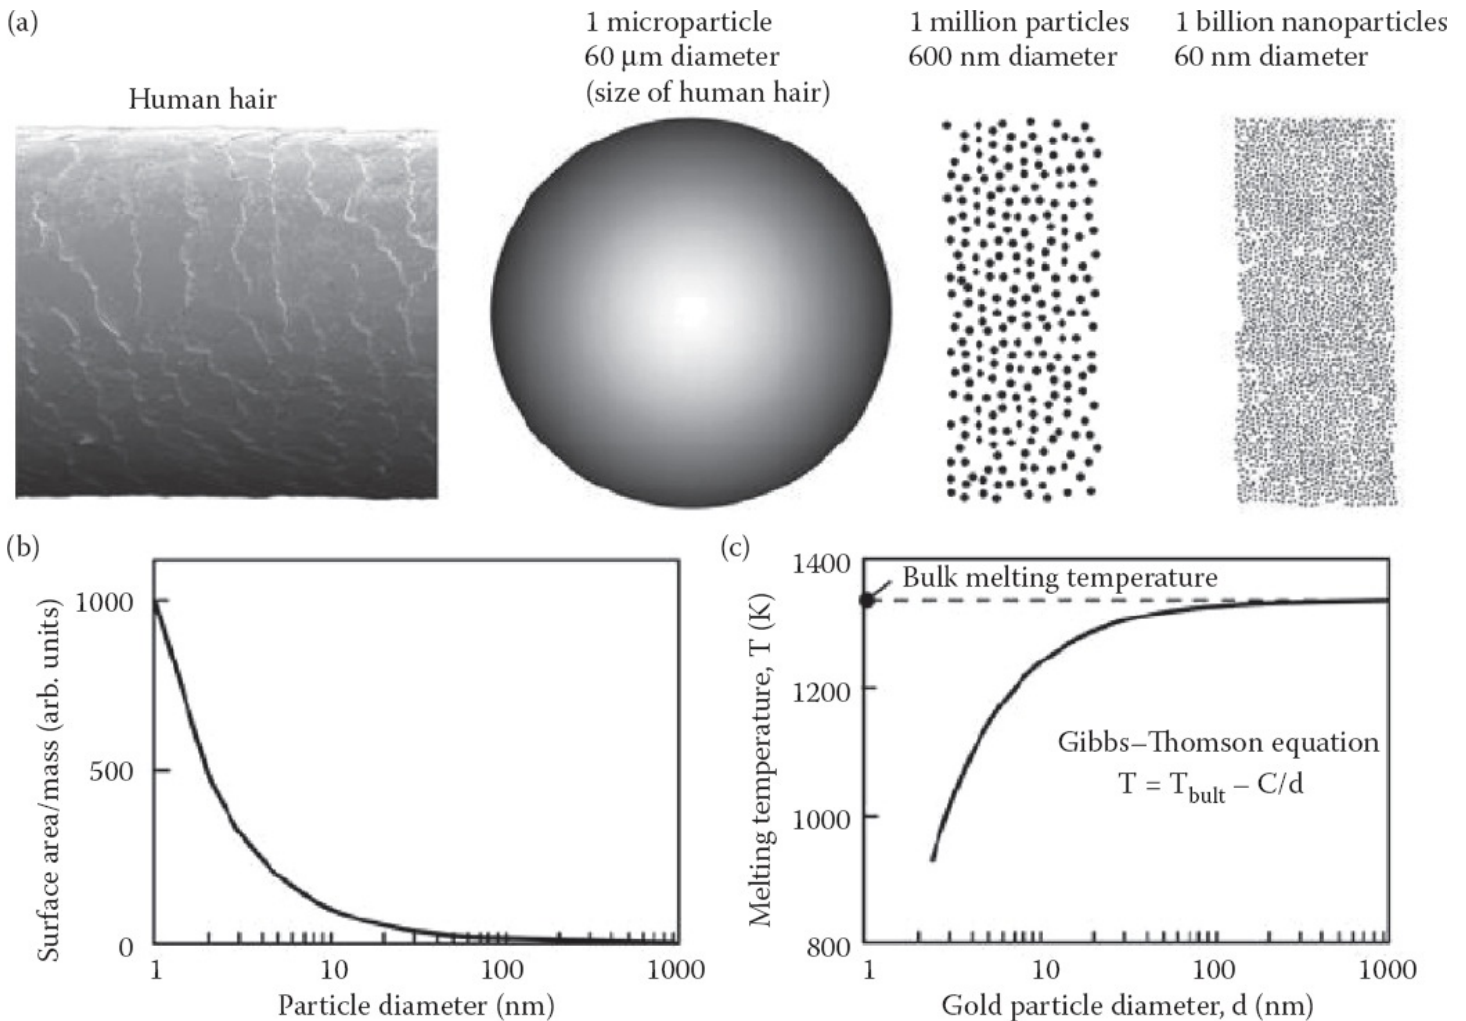 (a)
Human hair
1 microparticle
60 μm diameter
(size of human hair)
1 million particles
600 nm diameter
1 billion nanoparticles
60 nm diameter
(b)
Surface area/mass (arb. units)
1000
500
0
1
10
100
1000
Particle diameter (nm)
(c)
Melting temperature, T (K)
1400
1200
1000
800
Bulk melting temperature
Gibbs–Thomson equation
T = T_bult – C/d
1
10
100
1000
Gold particle diameter, d (nm)